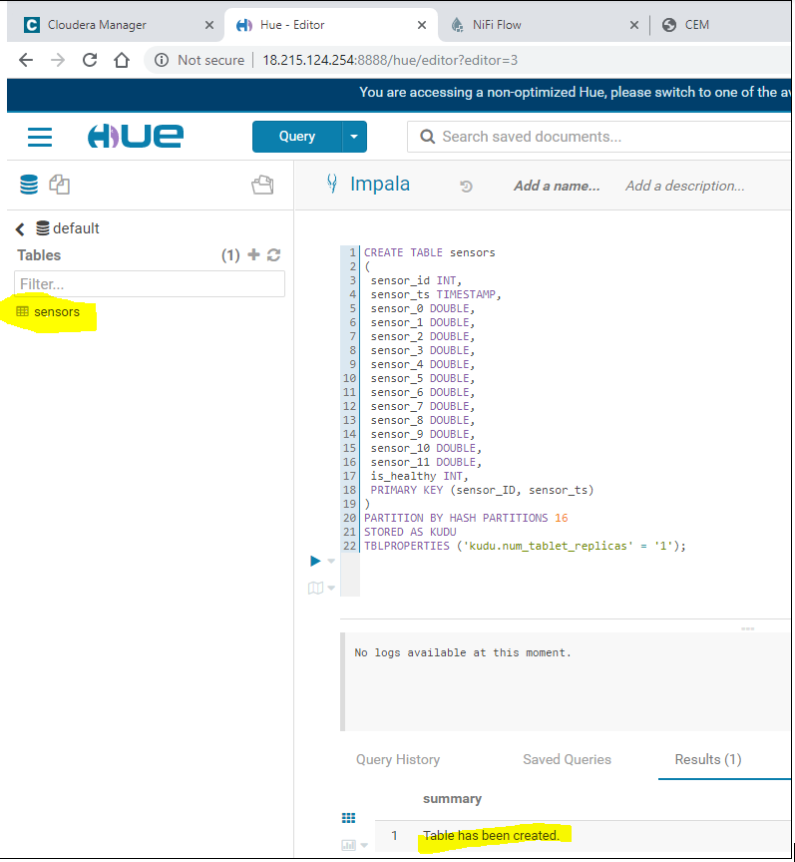 Cloudera Manager
Hue - Editor
NiFi Flow
CEM
Not secure
18.215.124.254:8888/hue/editor?editor=3
You are accessing a non-optimized Hue, please switch to one of the
HUE
Query
Search saved documents...
Impala
Add a name...
Add a description...
default
Tables
(1)
Filter...
sensors
1 CREATE TABLE sensors
2 (
3 sensor_id INT,
4 sensor_ts TIMESTAMP,
5 sensor_0 DOUBLE,
6 sensor_1 DOUBLE,
7 sensor_2 DOUBLE,
8 sensor_3 DOUBLE,
9 sensor_4 DOUBLE,
10 sensor_5 DOUBLE,
11 sensor_6 DOUBLE,
12 sensor_7 DOUBLE,
13 sensor_8 DOUBLE,
14 sensor_9 DOUBLE,
15 sensor_10 DOUBLE,
16 sensor_11 DOUBLE,
17 is_healthy INT,
18 PRIMARY KEY (sensor_ID, sensor_ts)
19 )
20 PARTITION BY HASH PARTITIONS 16
21 STORED AS KUDU
22 TBLPROPERTIES ('kudu.num_tablet_replicas' = '1');
No logs available at this moment.
Query History
Saved Queries
Results (1)
summary
1 Table has been created.